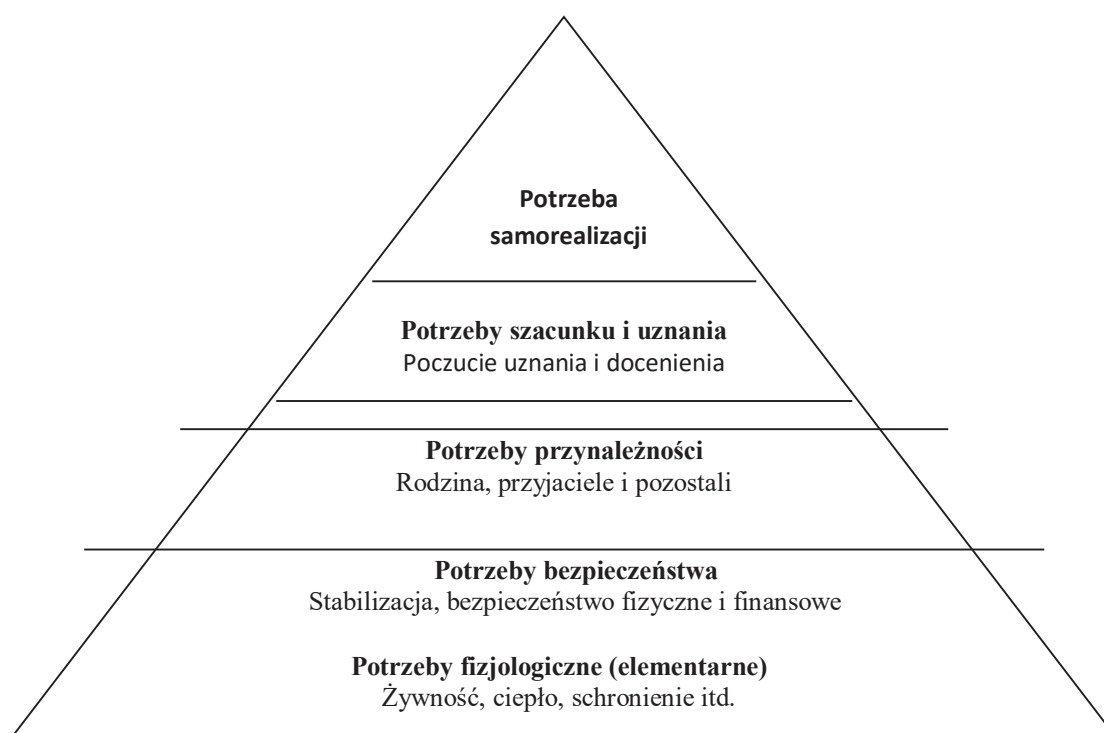 Potrzeba
samorealizacji
Potrzeby szacunku i uznania
Poczucie uznania i docenienia
Potrzeby przynależności
Rodzina, przyjaciele i pozostali
Potrzeby bezpieczeństwa
Stabilizacja, bezpieczeństwo fizyczne i finansowe
Potrzeby fizjologiczne (elementarne)
Żywność, ciepło, schronienie itd.